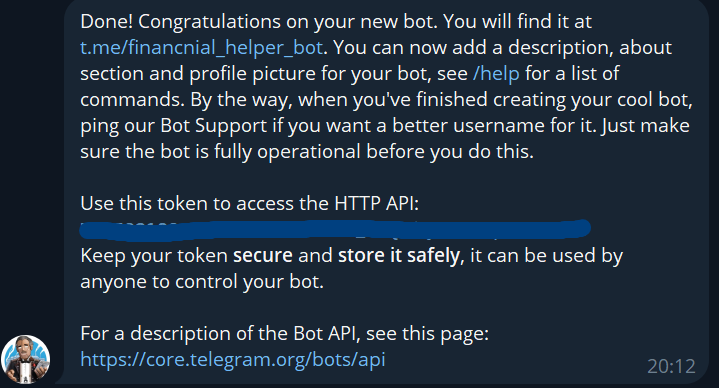 Done! Congratulations on your new bot. You will find it at
t.me/financnial_helper_bot. You can now add a description, about
section and profile picture for your bot, see /help for a list of
commands. By the way, when you've finished creating your cool bot,
ping our Bot Support if you want a better username for it. Just make
sure the bot is fully operational before you do this.
Use this token to access the HTTP API:
Keep your token secure and store it safely, it can be used by
anyone to control your bot.
For a description of the Bot API, see this page:
https://core.telegram.org/bots/api
20:12